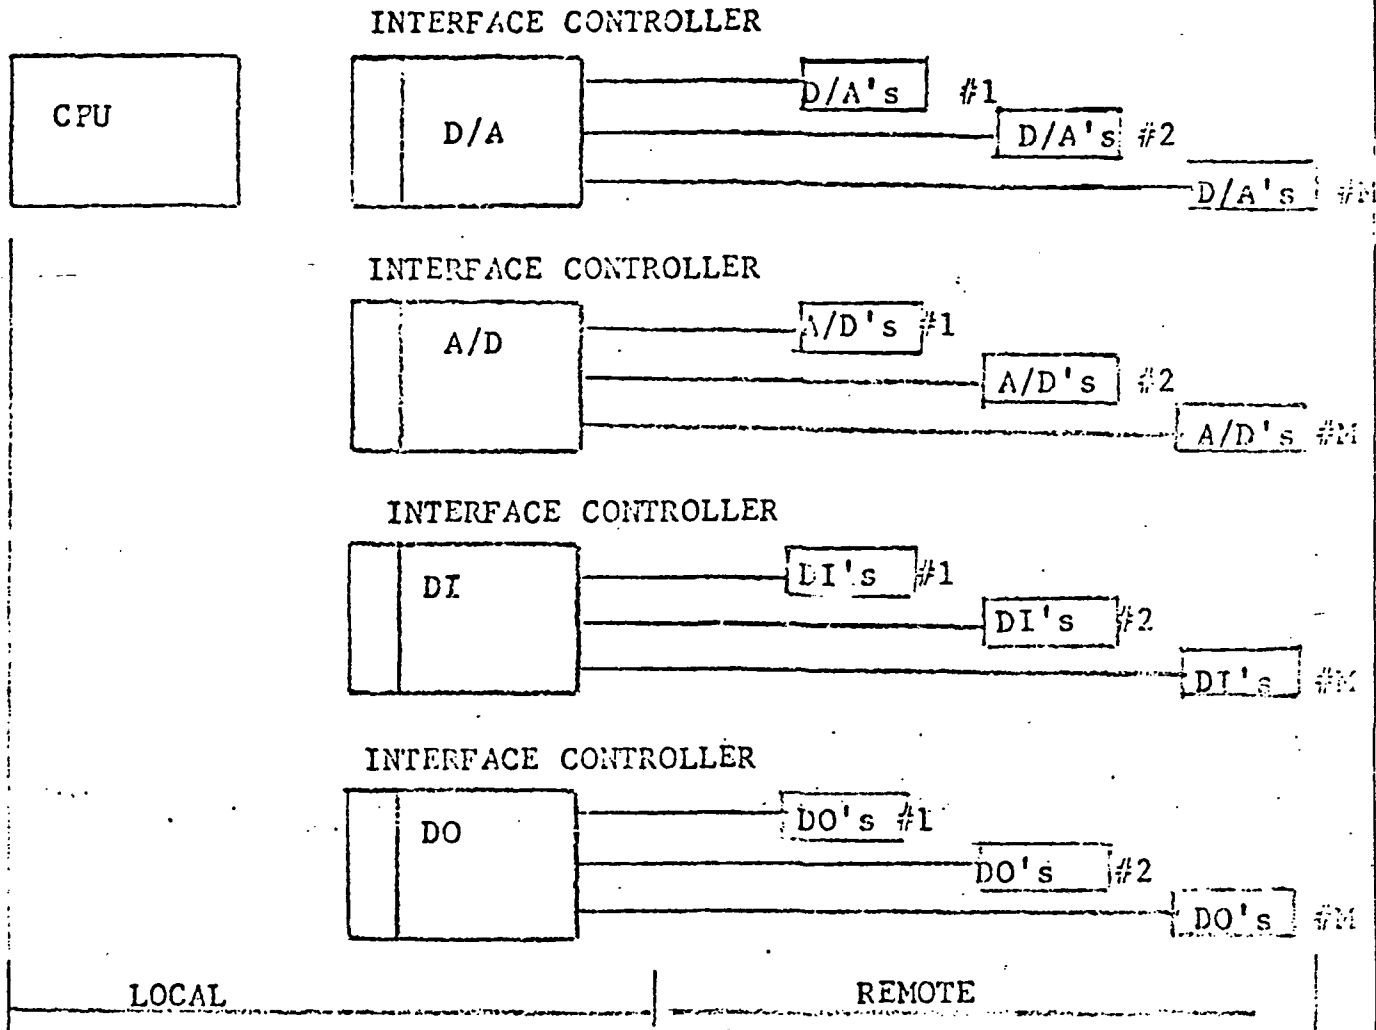 INTERFACE CONTROLLER
CPU
D/A
D/A's #1
D/A's #2
D/A's #M
INTERFACE CONTROLLER
A/D
A/D's #1
A/D's #2
A/D's #M
INTERFACE CONTROLLER
DI
DI's #1
DI's #2
DI's #M
INTERFACE CONTROLLER
DO
DO's #1
DO's #2
DO's #M
LOCAL
REMOTE